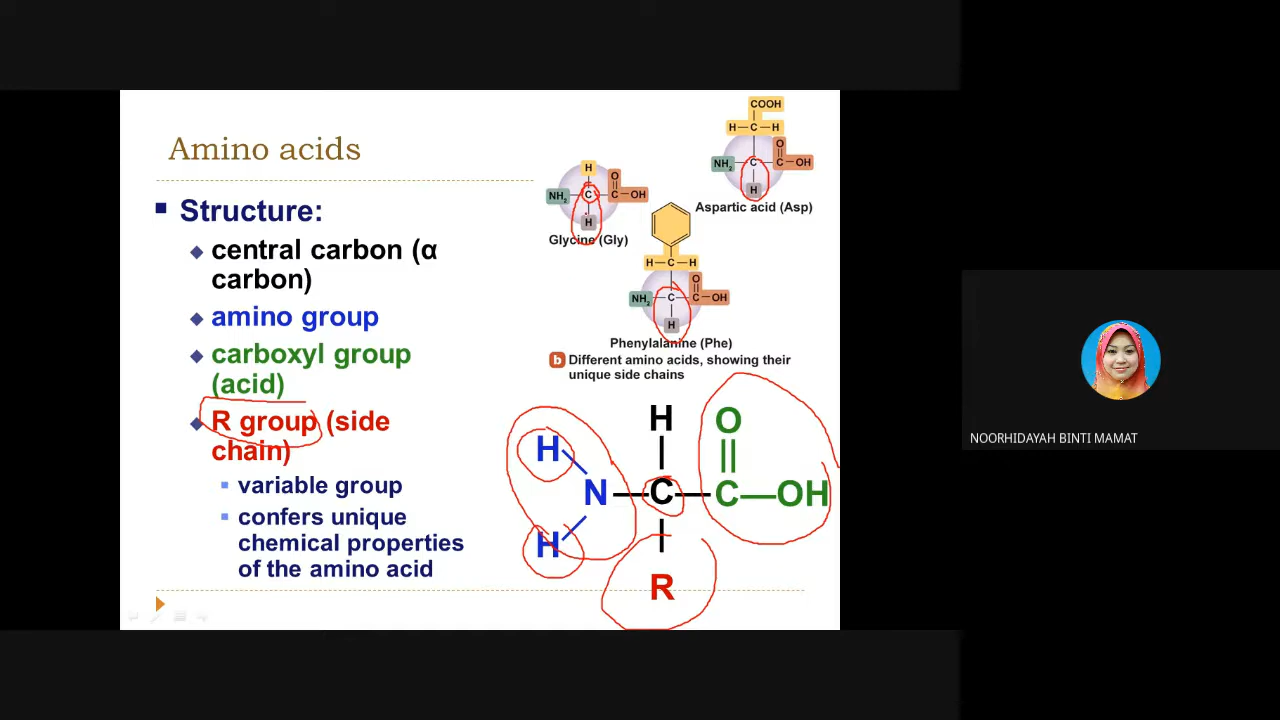 Amino acids
Structure:
central carbon (α
carbon)
amino group
carboxyl group
(acid)
R group (side
chain)
variable group
confers unique
chemical properties
of the amino acid
COOH
H—C—H
O
NH2 C C OH
H
Aspartic acid (Asp)
H
O
NH2 C C OH
H
Glycine (Gly)
H—C—H
O
NH2 C C OH
H
Phenylalanine (Phe)
b Different amino acids, showing their
unique side chains
H O
H
N C C OH
H
R
NOORHIDAYAH BINTI MAMAT